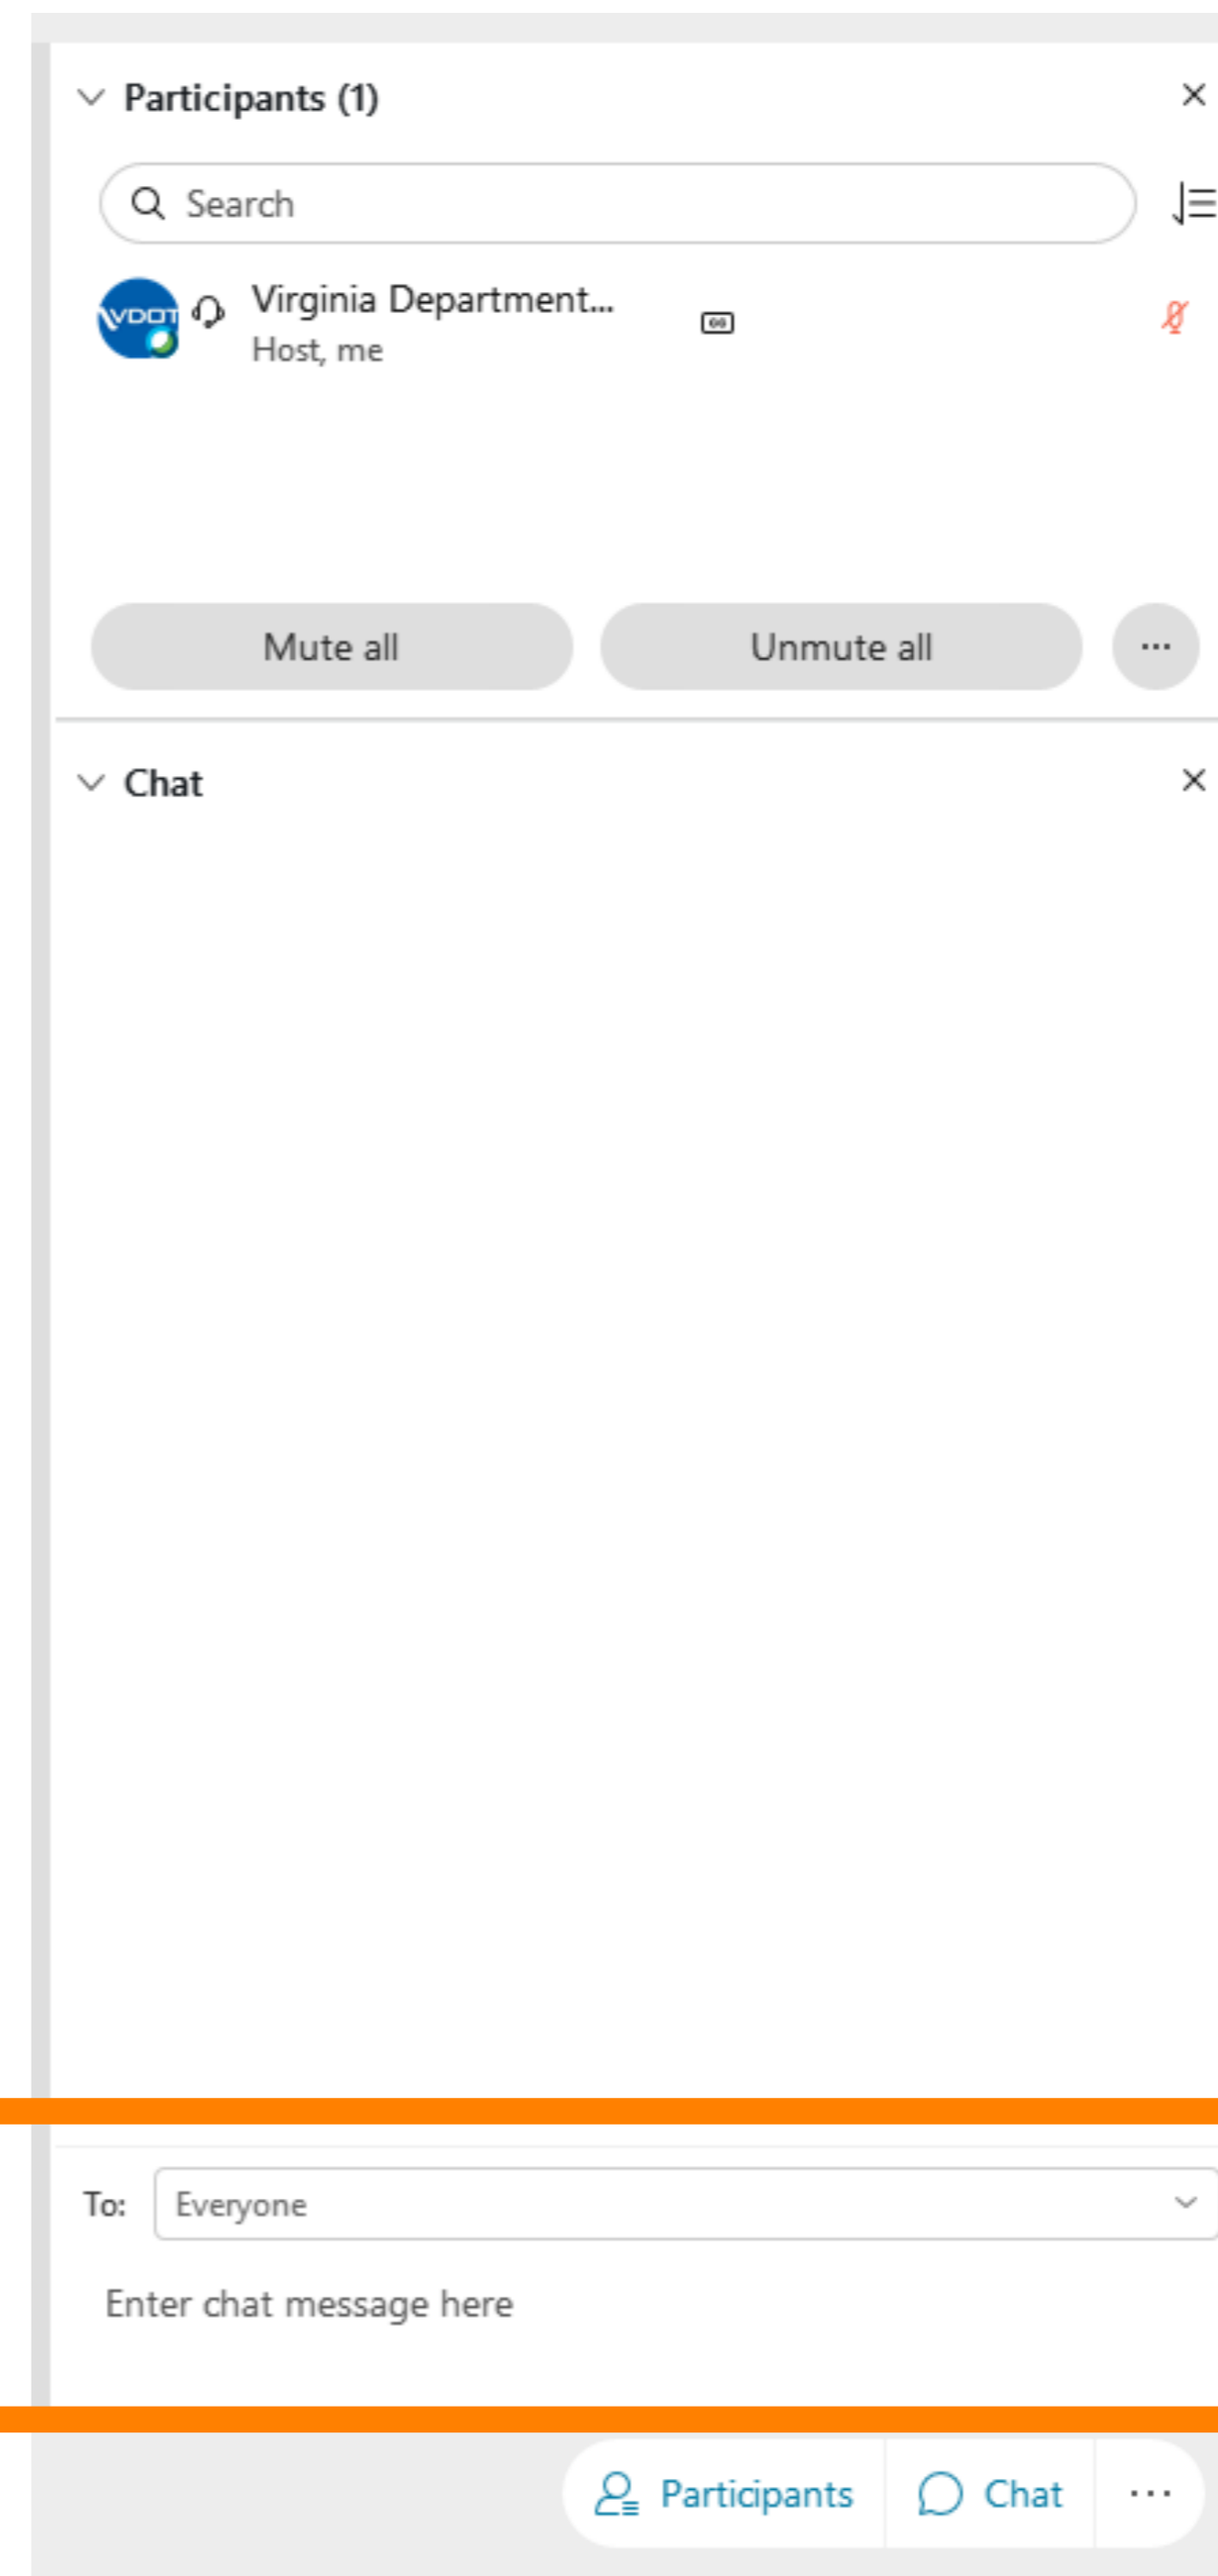 Participants (1)
Search
VDOT
Virginia Department...
Host, me
Mute all
Unmute all
...
Chat
To:
Everyone
Enter chat message here
Participants
Chat
...